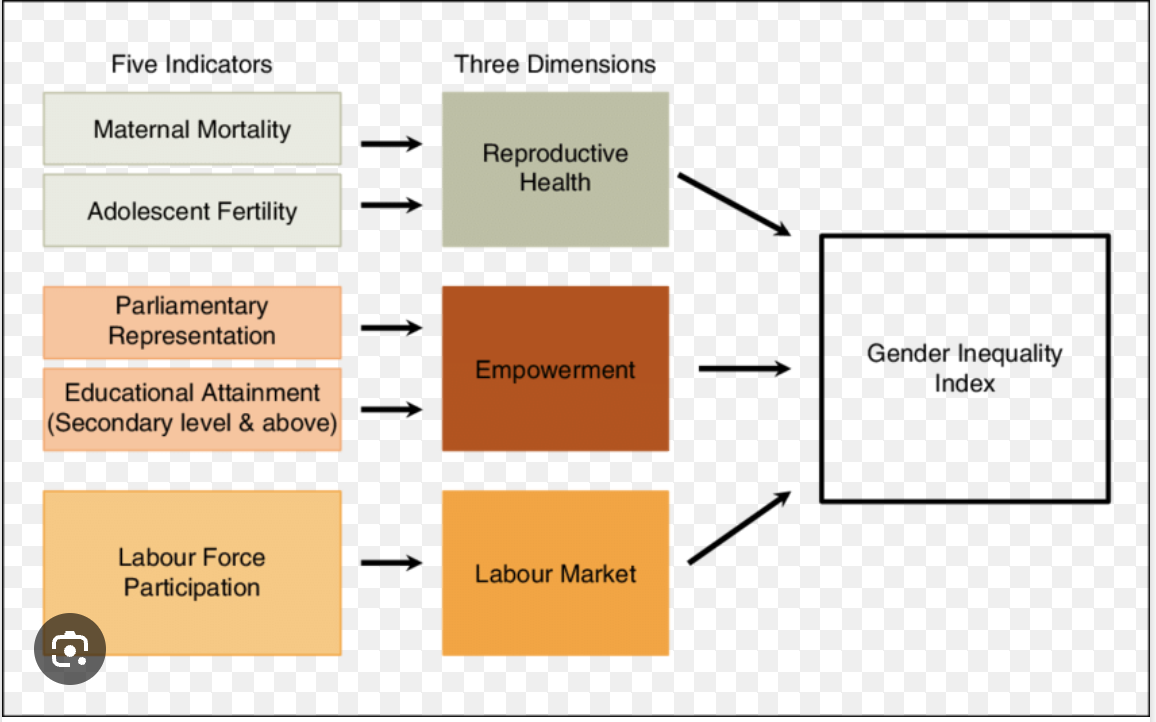 Five Indicators
Three Dimensions
Maternal Mortality
Adolescent Fertility
Reproductive
Health
Parliamentary
Representation
Educational Attainment
(Secondary level & above)
Empowerment
Gender Inequality
Index
Labour Force
Participation
Labour Market